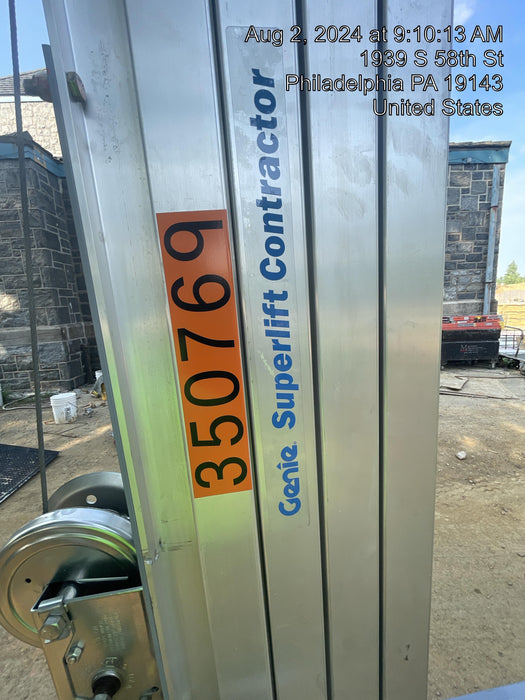 Aug 2, 2024 at 9:10:13 AM
1939 S 58th St
Philadelphia PA 19143
United States
350769
Genie Superlift Contractor